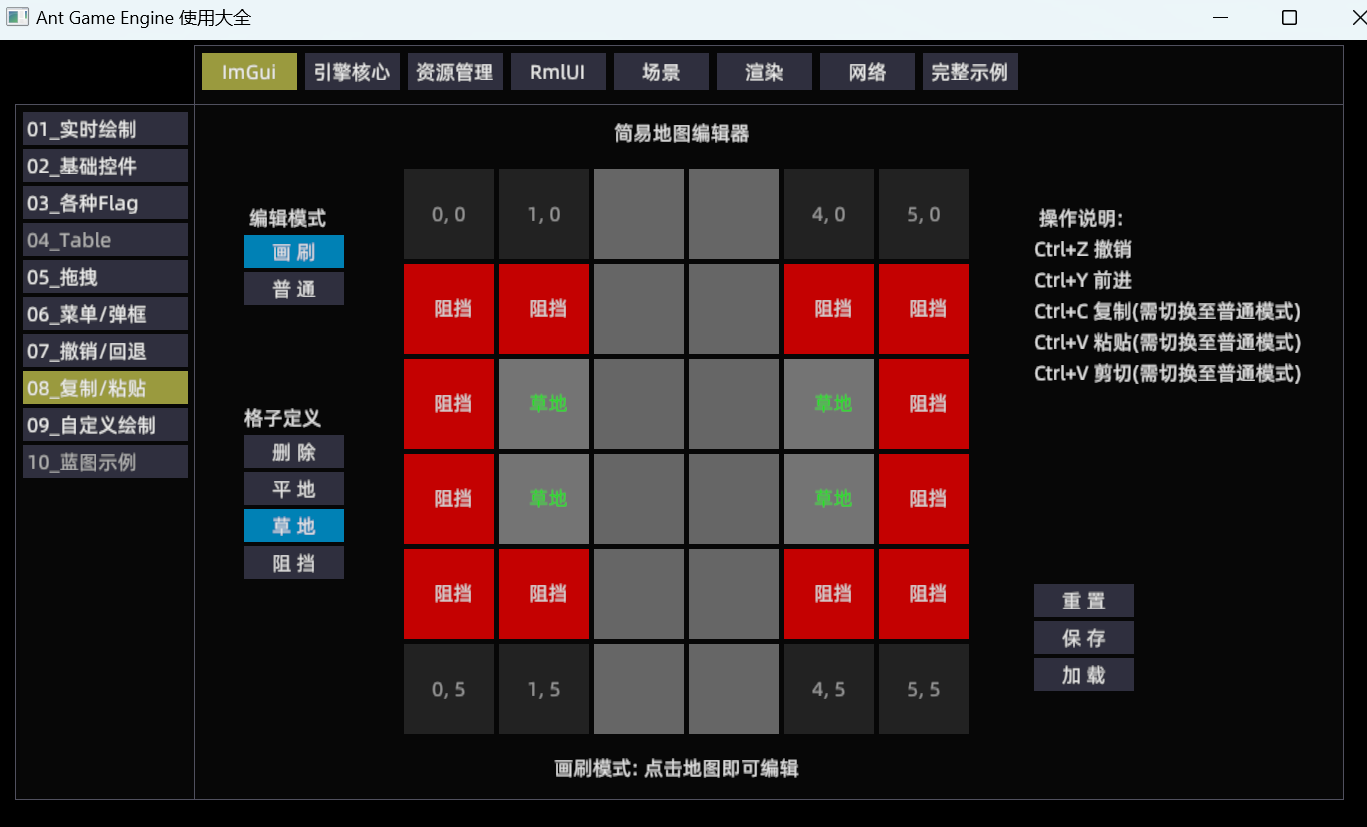 Ant Game Engine 使用大全
ImGui 引擎核心 资源管理 RmlUI 场景 渲染 网络 完整示例
01_实时绘制
02_基础控件
03_各种Flag
04_Table
05_拖拽
06_菜单/弹框
07_撤销/回退
08_复制/粘贴
09_自定义绘制
10_蓝图示例
简易地图编辑器
编辑模式
画 刷
普 通
格子定义
删 除
平 地
草 地
阻 挡
0, 0 1, 0 4, 0 5, 0
阻挡 阻挡 阻挡 阻挡
阻挡 草地 草地 阻挡
阻挡 草地 草地 阻挡
阻挡 阻挡 阻挡 阻挡
0, 5 1, 5 4, 5 5, 5
操作说明:
Ctrl+Z 撤销
Ctrl+Y 前进
Ctrl+C 复制(需切换至普通模式)
Ctrl+V 粘贴(需切换至普通模式)
Ctrl+V 剪切(需切换至普通模式)
重 置
保 存
加 载
画刷模式: 点击地图即可编辑